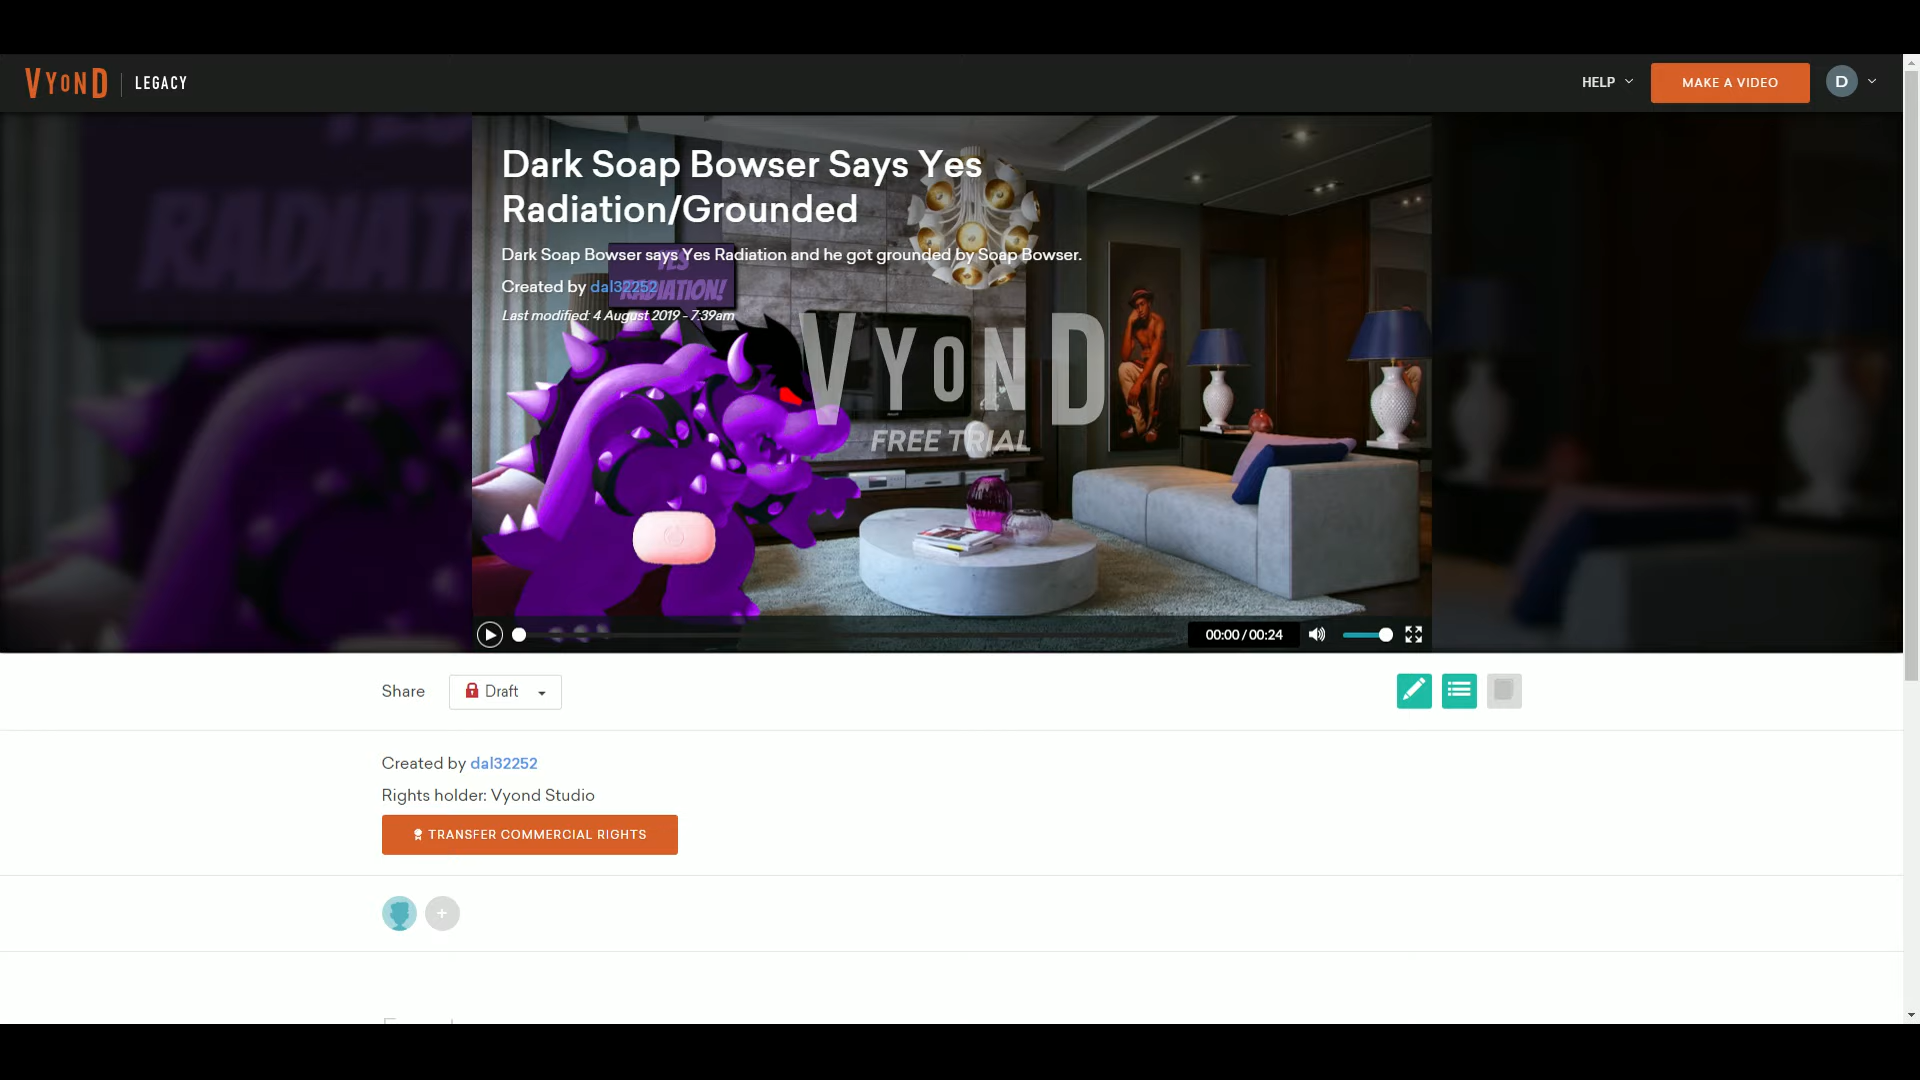 VYOND | LEGACY
HELP
MAKE A VIDEO
D
Dark Soap Bowser Says Yes
Radiation/Grounded
Dark Soap Bowser says Yes Radiation and he got grounded by Soap Bowser.
YES
RADIATION!
Created by dal32252
Last modified: 4 August 2019 - 7:39am
VYOND
FREE TRIAL
00:00 / 00:24
Share
Draft
Created by dal32252
Rights holder: Vyond Studio
TRANSFER COMMERCIAL RIGHTS